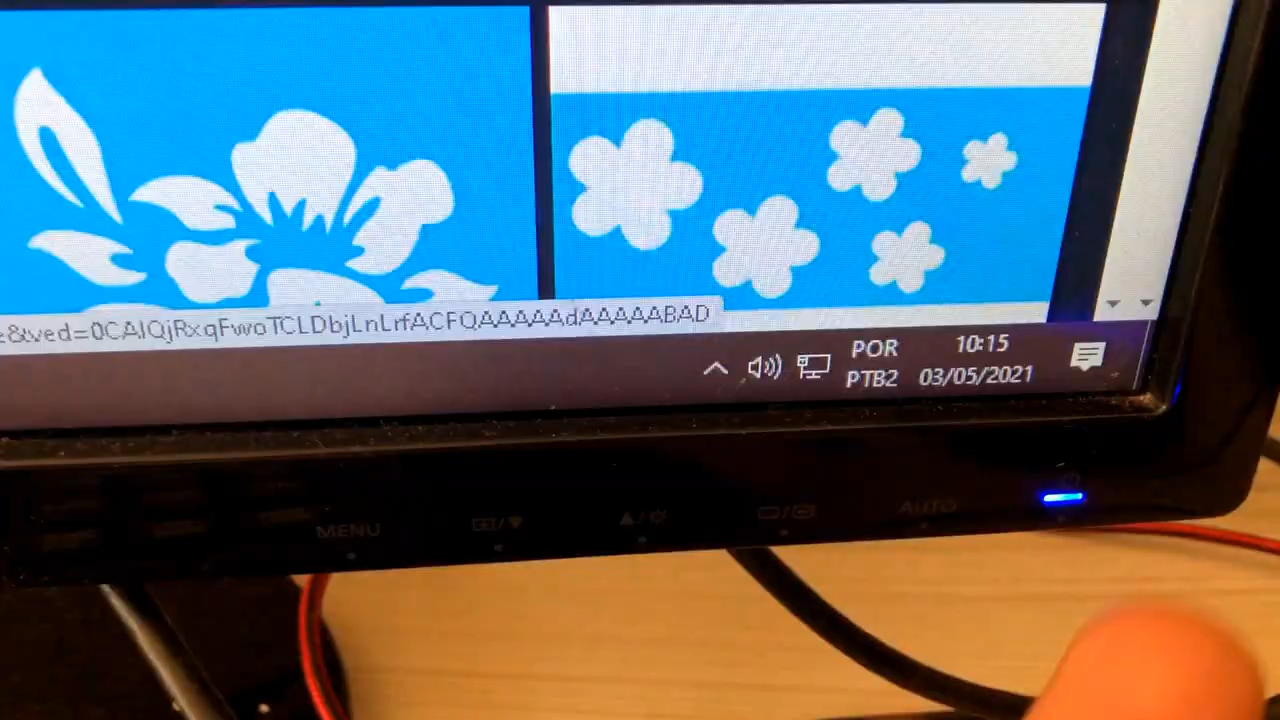 e&ved=0CAIQjRxqFwoTCLDbjLnLrfACFQAAAAAdAAAAABAD
POR
10:15
PTB2
03/05/2021
MENU
AUTO